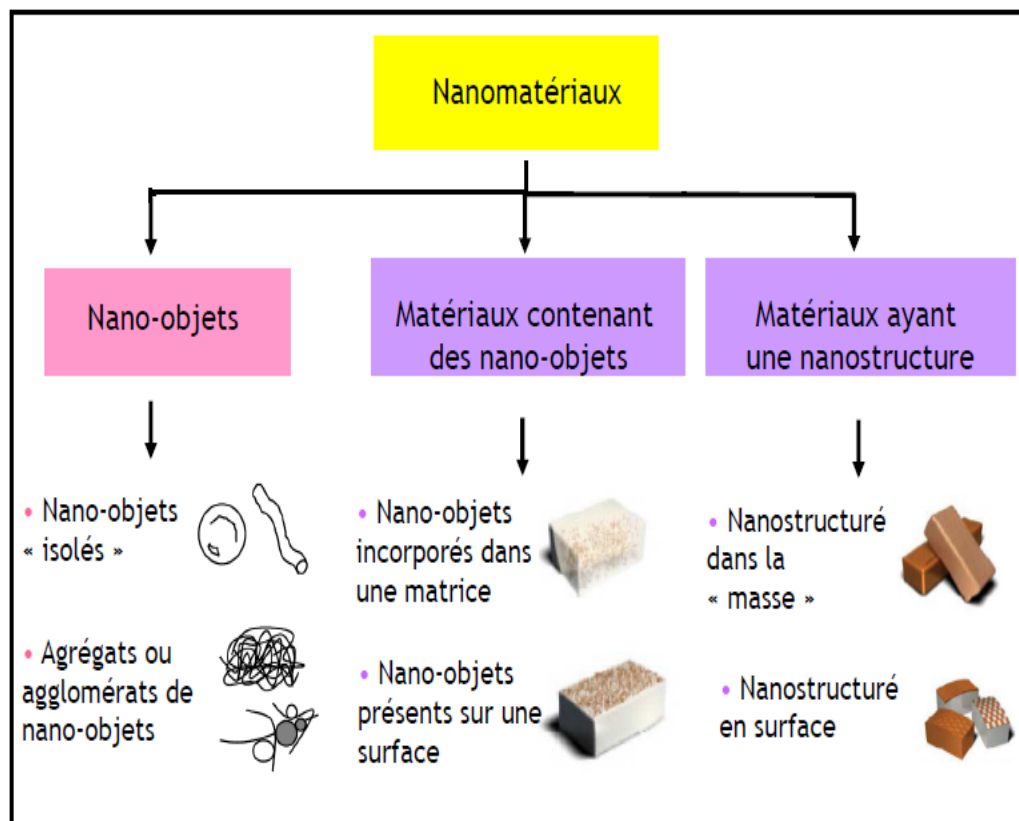 Nanomatériaux
Nano-objets
Matériaux contenant
des nano-objets
Matériaux ayant
une nanostructure
• Nano-objets
« isolés »
• Agrégats ou
agglomérats de
nano-objets
• Nano-objets
incorporés dans
une matrice
• Nano-objets
présents sur une
surface
• Nanostructuré
dans la
« masse »
• Nanostructuré
en surface